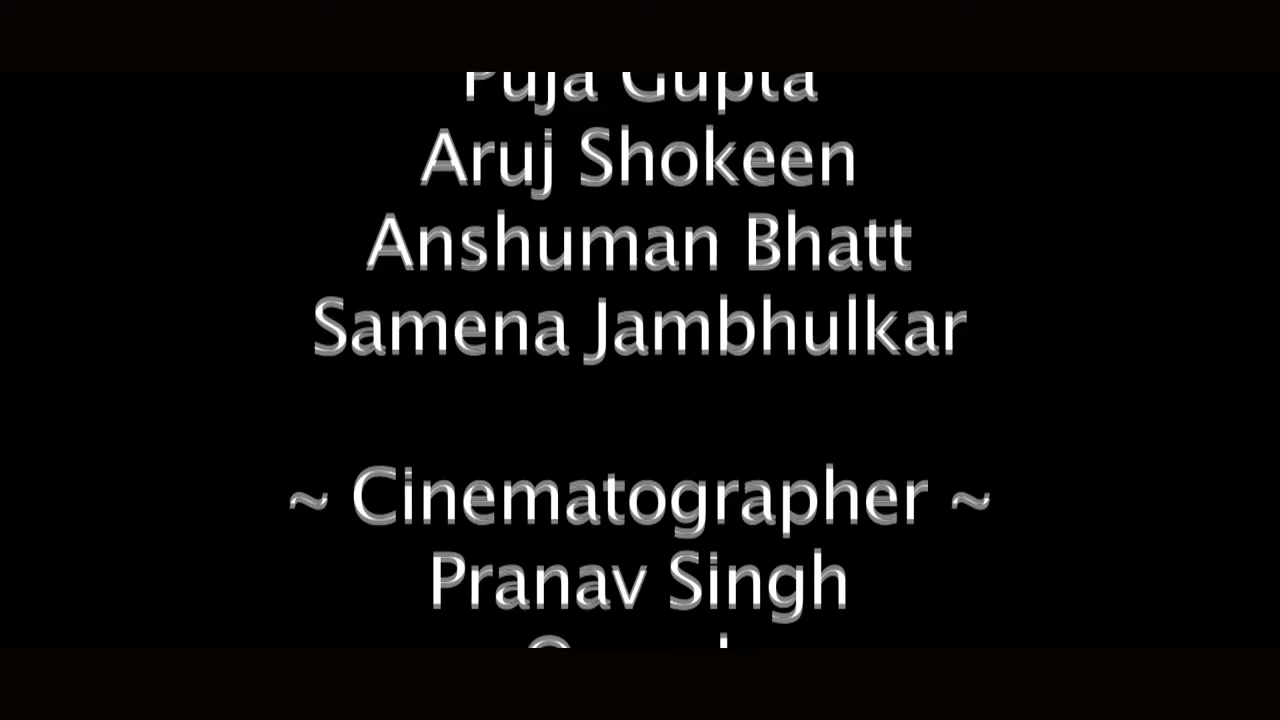 Puja Gupta
Aruj Shokeen
Anshuman Bhatt
Samena Jambhulkar
~ Cinematographer ~
Pranav Singh